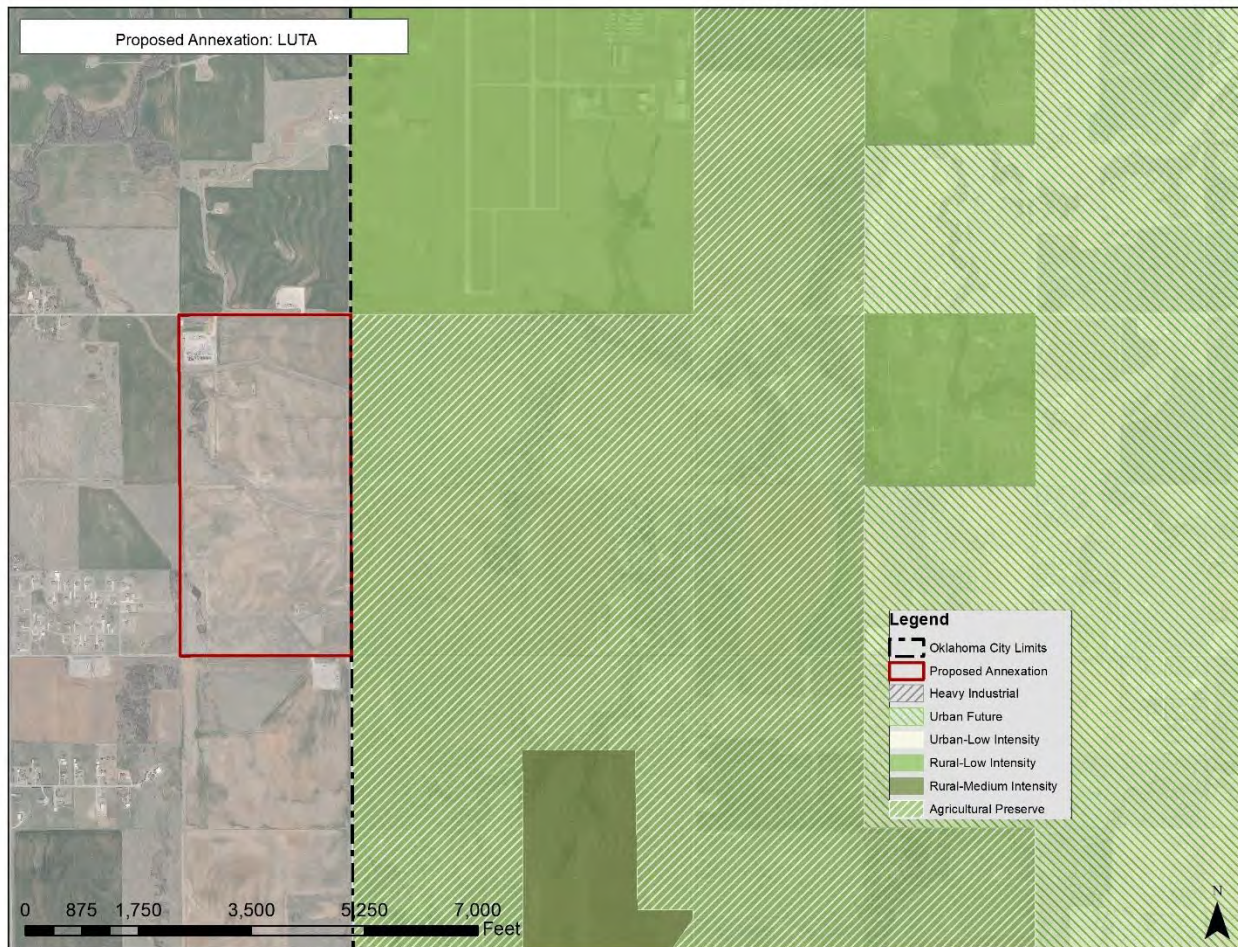 Proposed Annexation: LUTA
Legend
Oklahoma City Limits
Proposed Annexation
Heavy Industrial
Urban Future
Urban-Low Intensity
Rural-Low Intensity
Rural-Medium Intensity
Agricultural Preserve
0 875 1,750 3,500 5,250 7,000
Feet
N